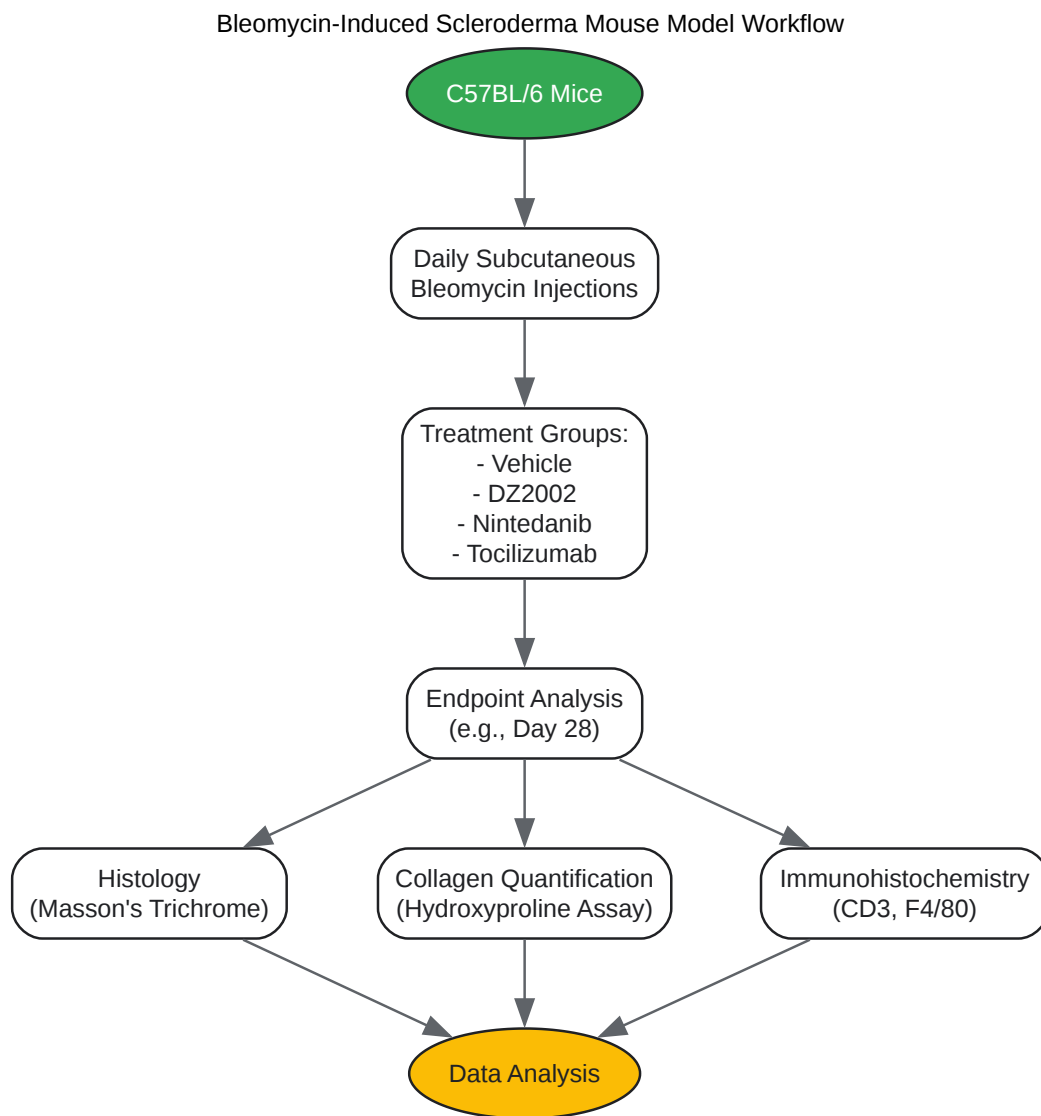 Bleomycin-Induced Scleroderma Mouse Model Workflow
C57BL/6 Mice
Daily Subcutaneous
Bleomycin Injections
Treatment Groups:
- Vehicle
- DZ2002
- Nintedanib
- Tocilizumab
Endpoint Analysis
(e.g., Day 28)
Histology
(Masson's Trichrome)
Collagen Quantification
(Hydroxyproline Assay)
Immunohistochemistry
(CD3, F4/80)
Data Analysis